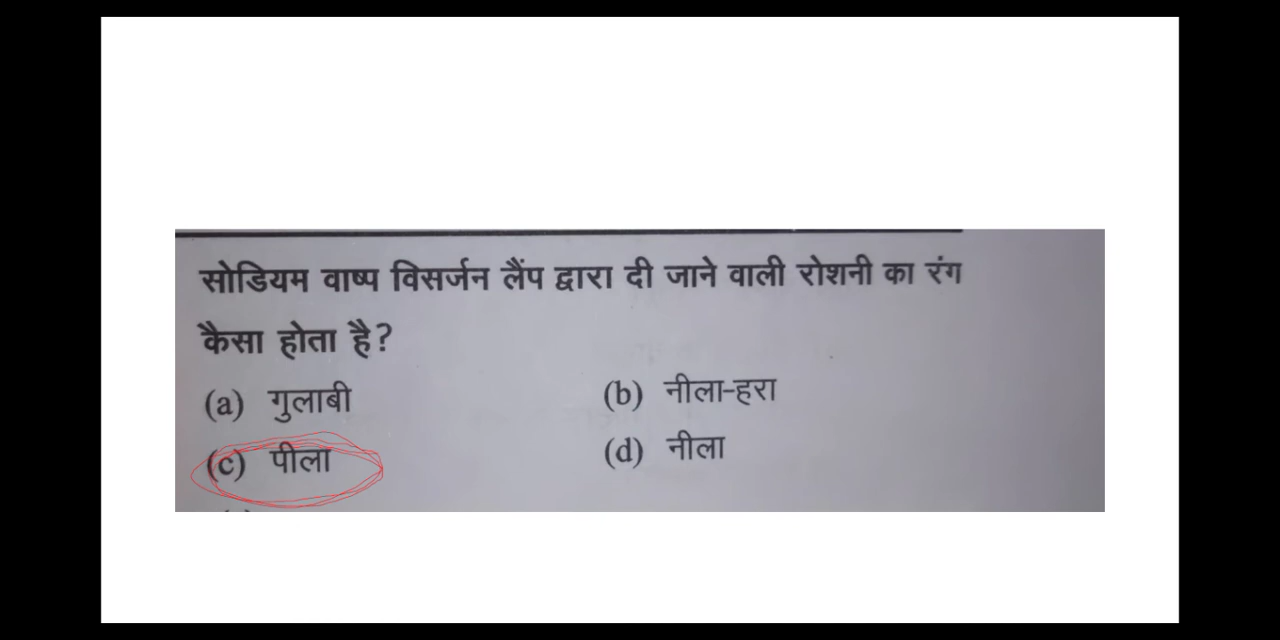 सोडियम वाष्प विसर्जन लैंप द्वारा दी जाने वाली रोशनी का रंग
कैसा होता है?
(a) गुलाबी (b) नीला-हरा
(c) पीला (d) नीला